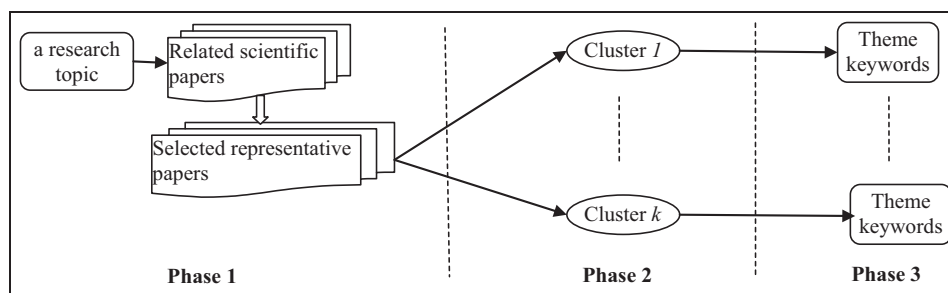 a research
topic
Related scientific
papers
Selected representative
papers
Cluster 1
Cluster k
Theme
keywords
Theme
keywords
Phase 1
Phase 2
Phase 3